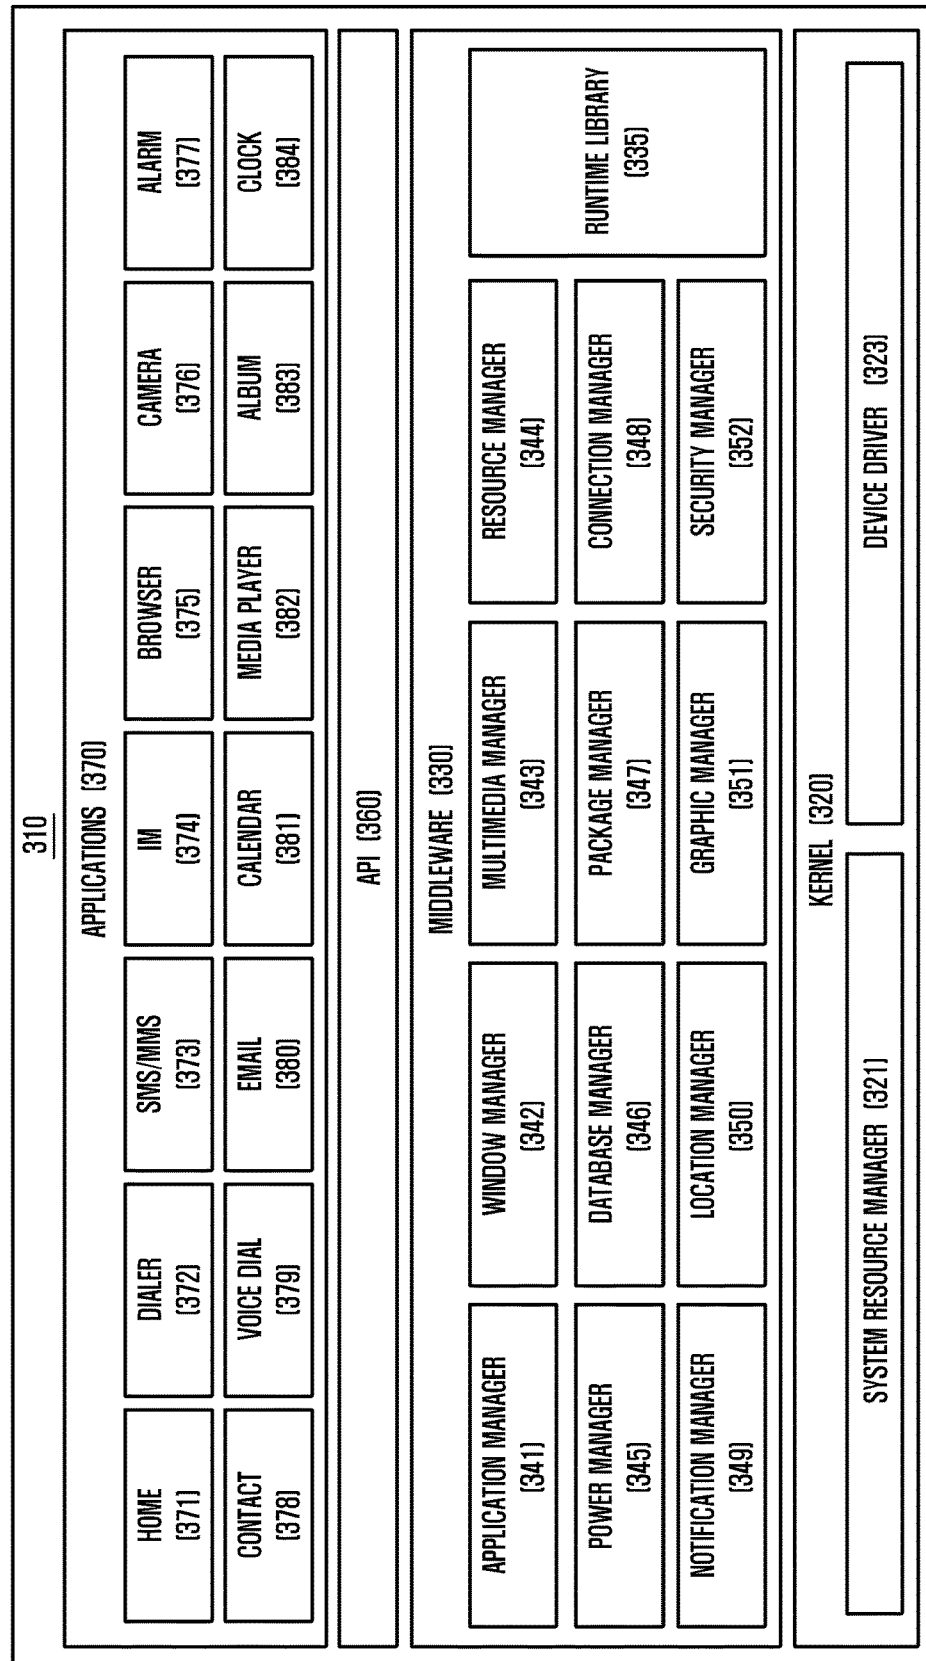 310
APPLICATIONS (370)
HOME
(371)
DIALER
(372)
SMS/MMS
(373)
IM
(374)
BROWSER
(375)
CAMERA
(376)
ALARM
(377)
CONTACT
(378)
VOICE DIAL
(379)
EMAIL
(380)
CALENDAR
(381)
MEDIA PLAYER
(382)
ALBUM
(383)
CLOCK
(384)
API (360)
MIDDLEWARE (330)
APPLICATION MANAGER
(341)
WINDOW MANAGER
(342)
MULTIMEDIA MANAGER
(343)
RESOURCE MANAGER
(344)
POWER MANAGER
(345)
DATABASE MANAGER
(346)
PACKAGE MANAGER
(347)
CONNECTION MANAGER
(348)
NOTIFICATION MANAGER
(349)
LOCATION MANAGER
(350)
GRAPHIC MANAGER
(351)
SECURITY MANAGER
(352)
RUNTIME LIBRARY
(335)
KERNEL (320)
SYSTEM RESOURCE MANAGER (321)
DEVICE DRIVER (323)